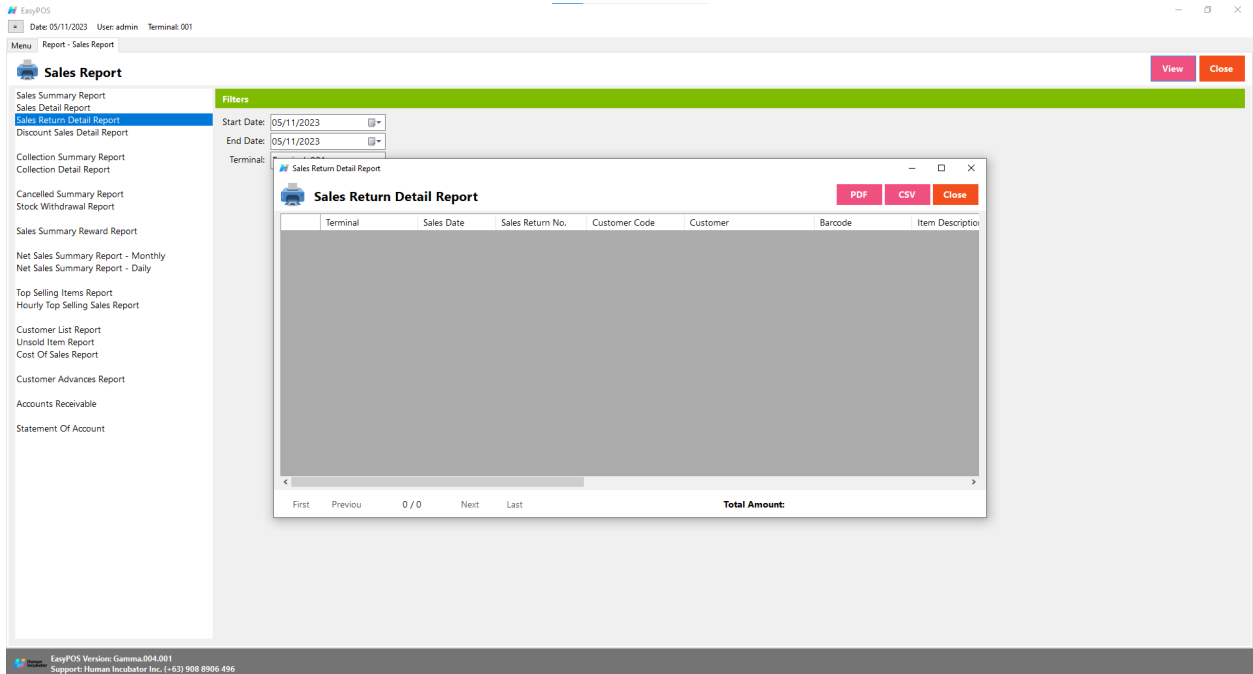 EasyPOS
Date: 05/11/2023 User: admin Terminal: 001
Menu Report - Sales Report
Sales Report
View Close
Sales Summary Report
Sales Detail Report
Sales Return Detail Report
Discount Sales Detail Report
Collection Summary Report
Collection Detail Report
Cancelled Summary Report
Stock Withdrawal Report
Sales Summary Reward Report
Net Sales Summary Report - Monthly
Net Sales Summary Report - Daily
Top Selling Items Report
Hourly Top Selling Sales Report
Customer List Report
Unsold Item Report
Cost Of Sales Report
Customer Advances Report
Accounts Receivable
Statement Of Account
Filters
Start Date: 05/11/2023
End Date: 05/11/2023
Terminal:
Sales Return Detail Report
Sales Return Detail Report
PDF CSV Close
Terminal Sales Date Sales Return No. Customer Code Customer Barcode Item Description
First Previou 0 / 0 Next Last Total Amount:
Human Incubator
EasyPOS Version: Gamma.004.001
Support: Human Incubator Inc. (+63) 908 8906 496